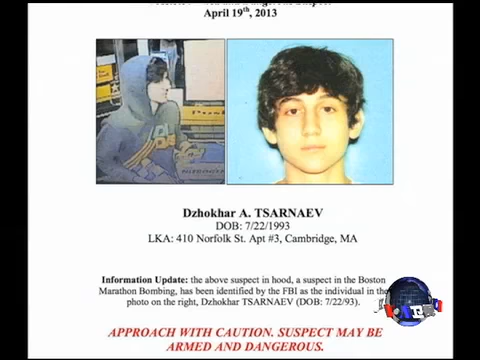 April 19th, 2013
Dzhokhar A. TSARNAEV
DOB: 7/22/1993
LKA: 410 Norfolk St. Apt #3, Cambridge, MA
Information Update: the above suspect in hood, a suspect in the Boston
Marathon Bombing, has been identified by the FBI as the individual in the
photo on the right, Dzhokhar TSARNAEV (DOB: 7/22/93).
APPROACH WITH CAUTION. SUSPECT MAY BE
ARMED AND DANGEROUS.